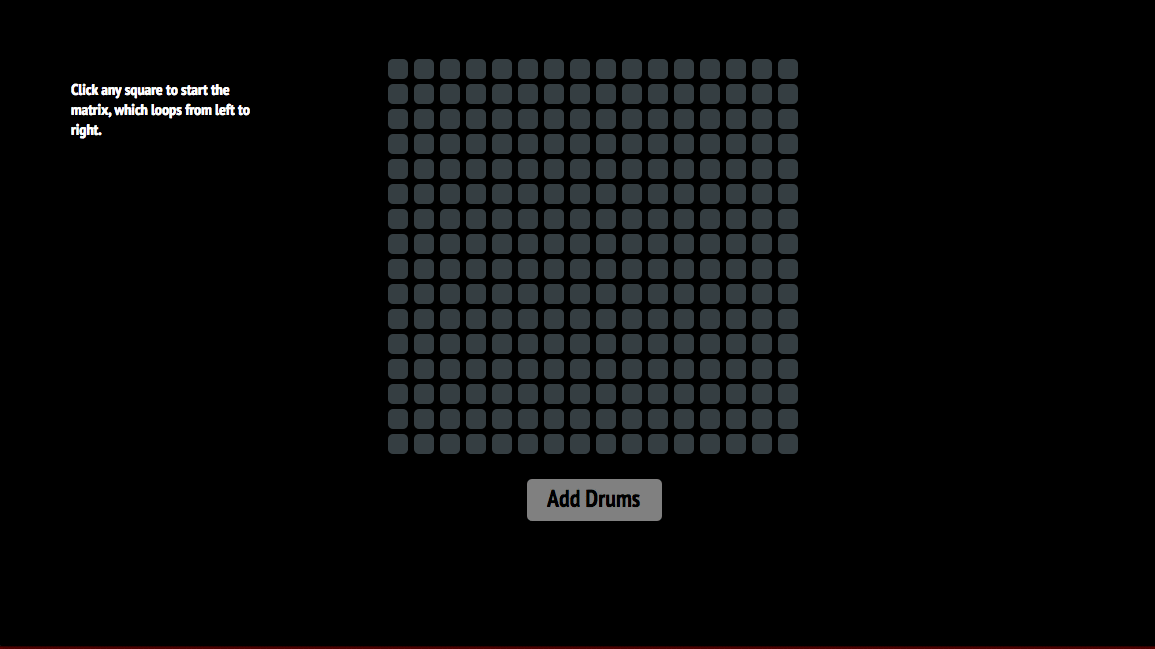 Click any square to start the
matrix, which loops from left to
right.
Add Drums